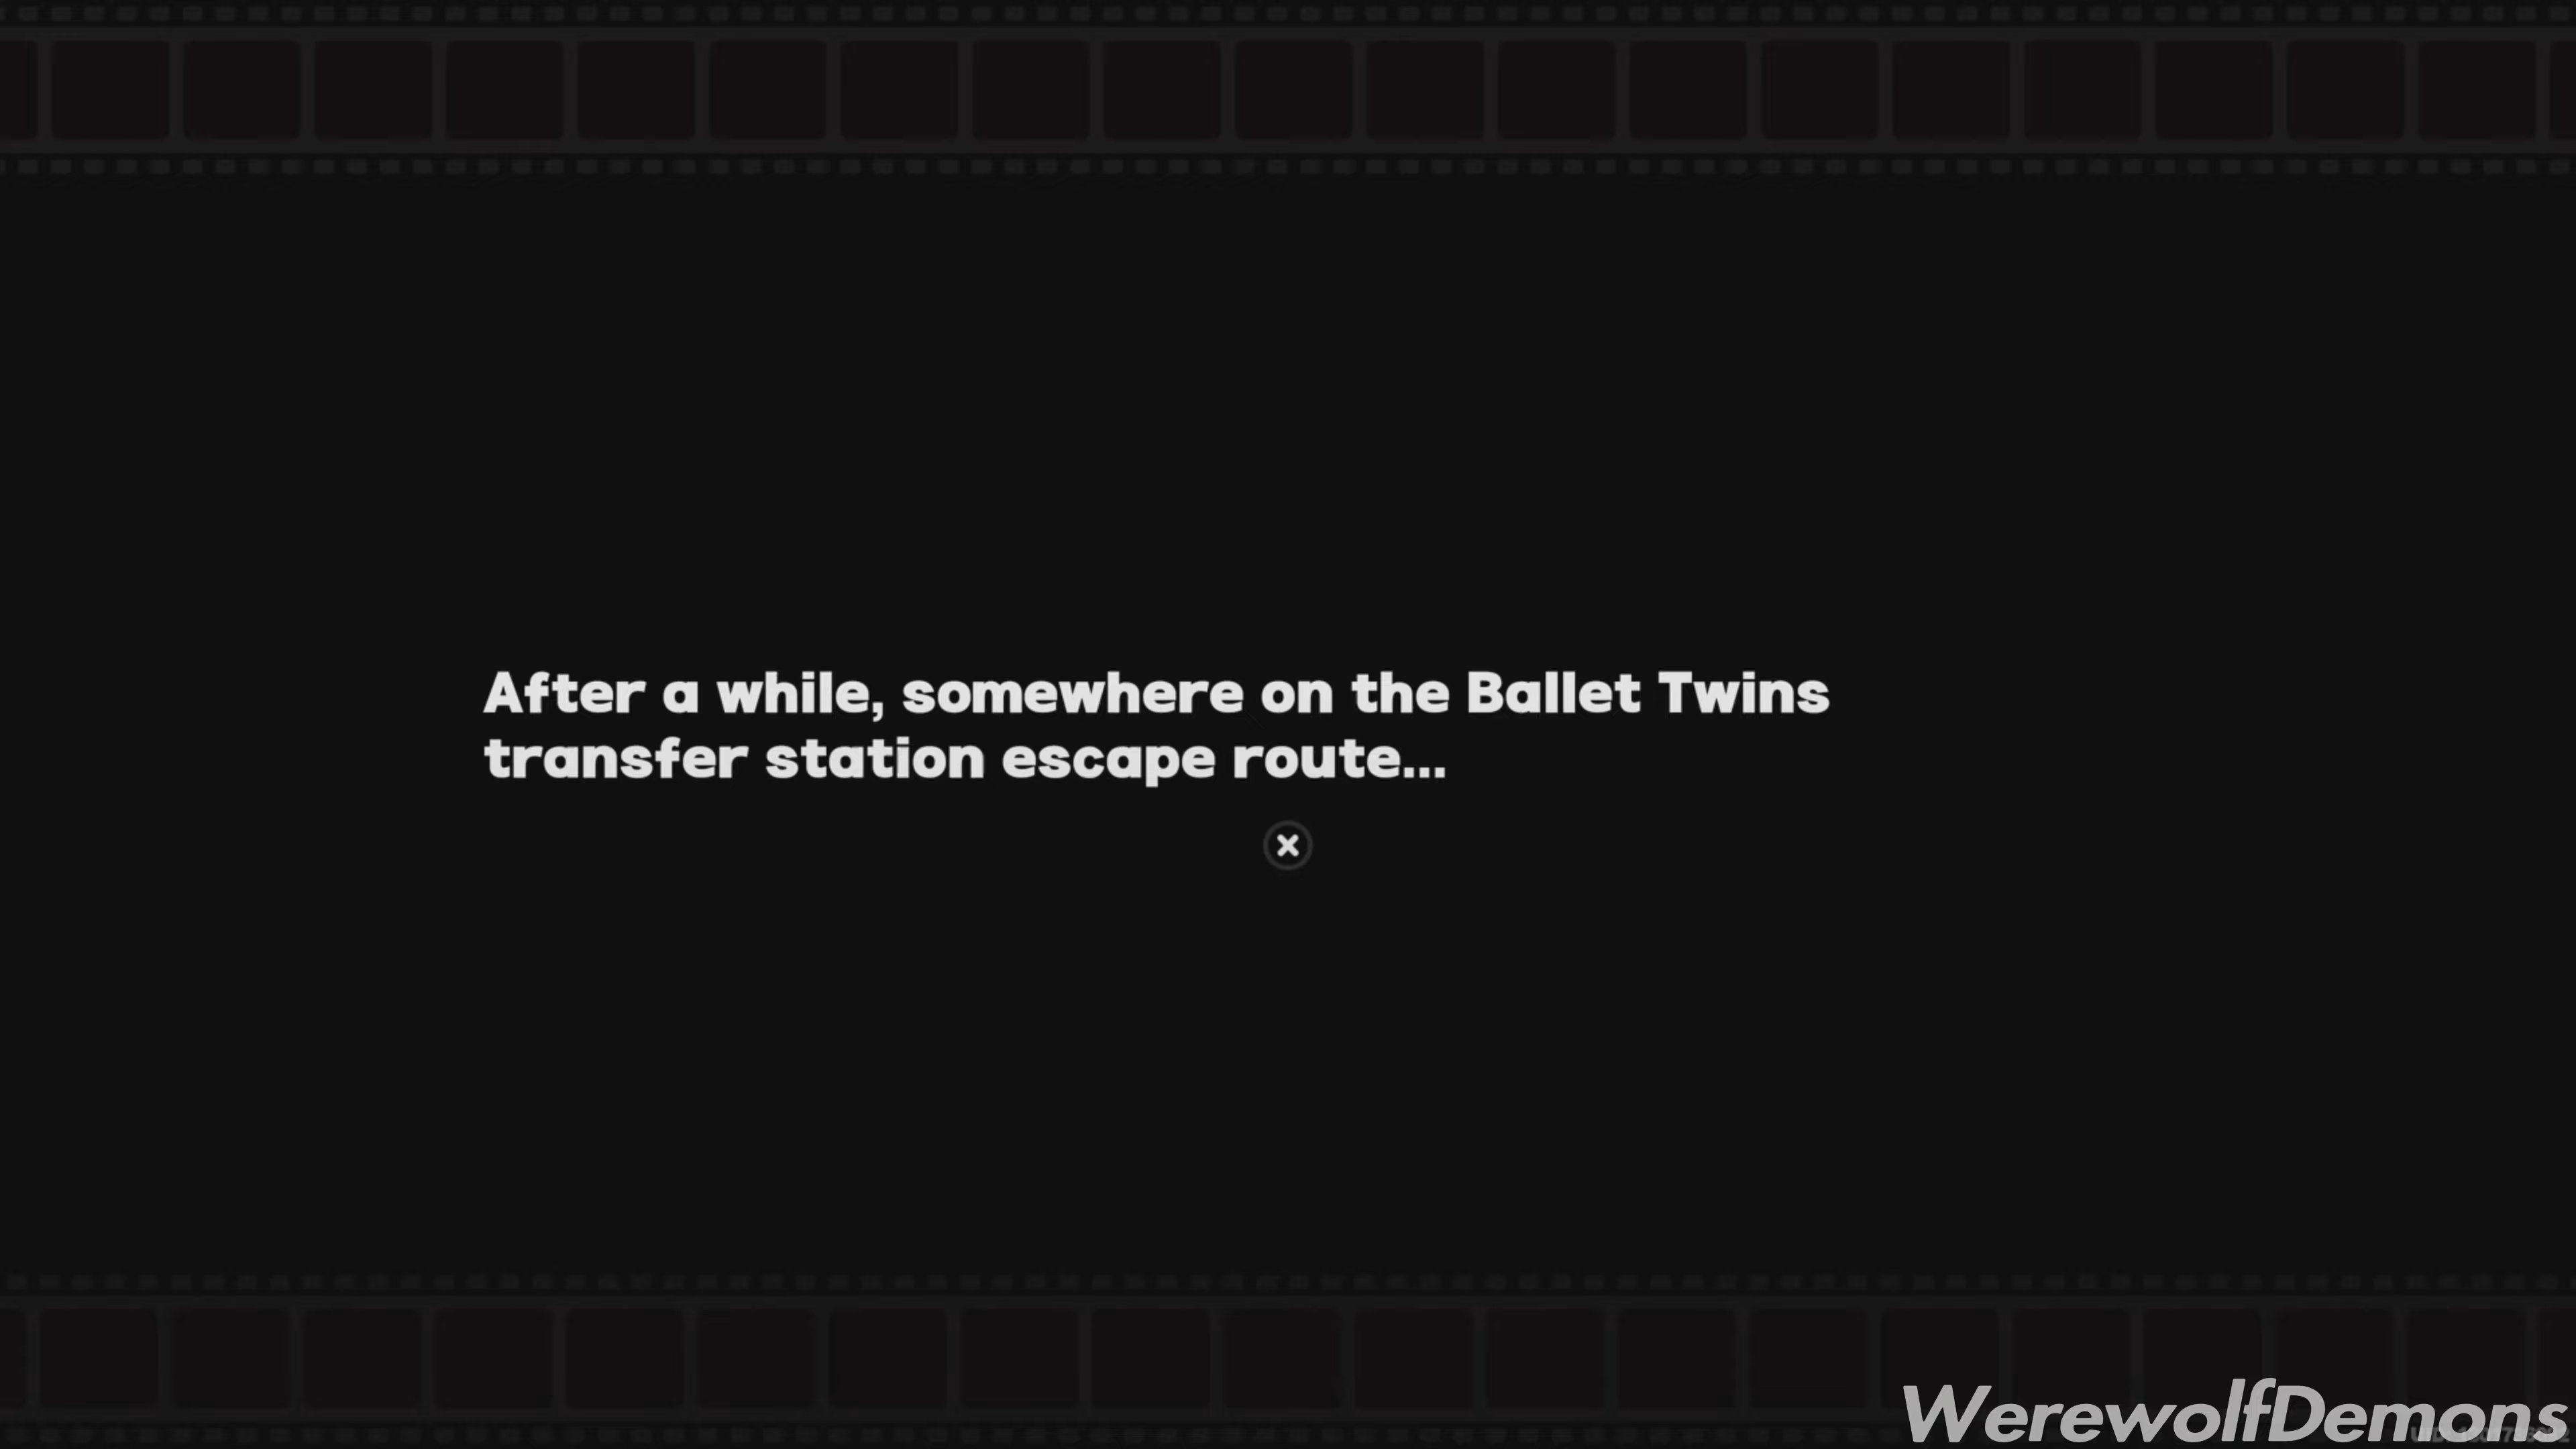 After a while, somewhere on the Ballet Twins
transfer station escape route...
WerewolfDemons